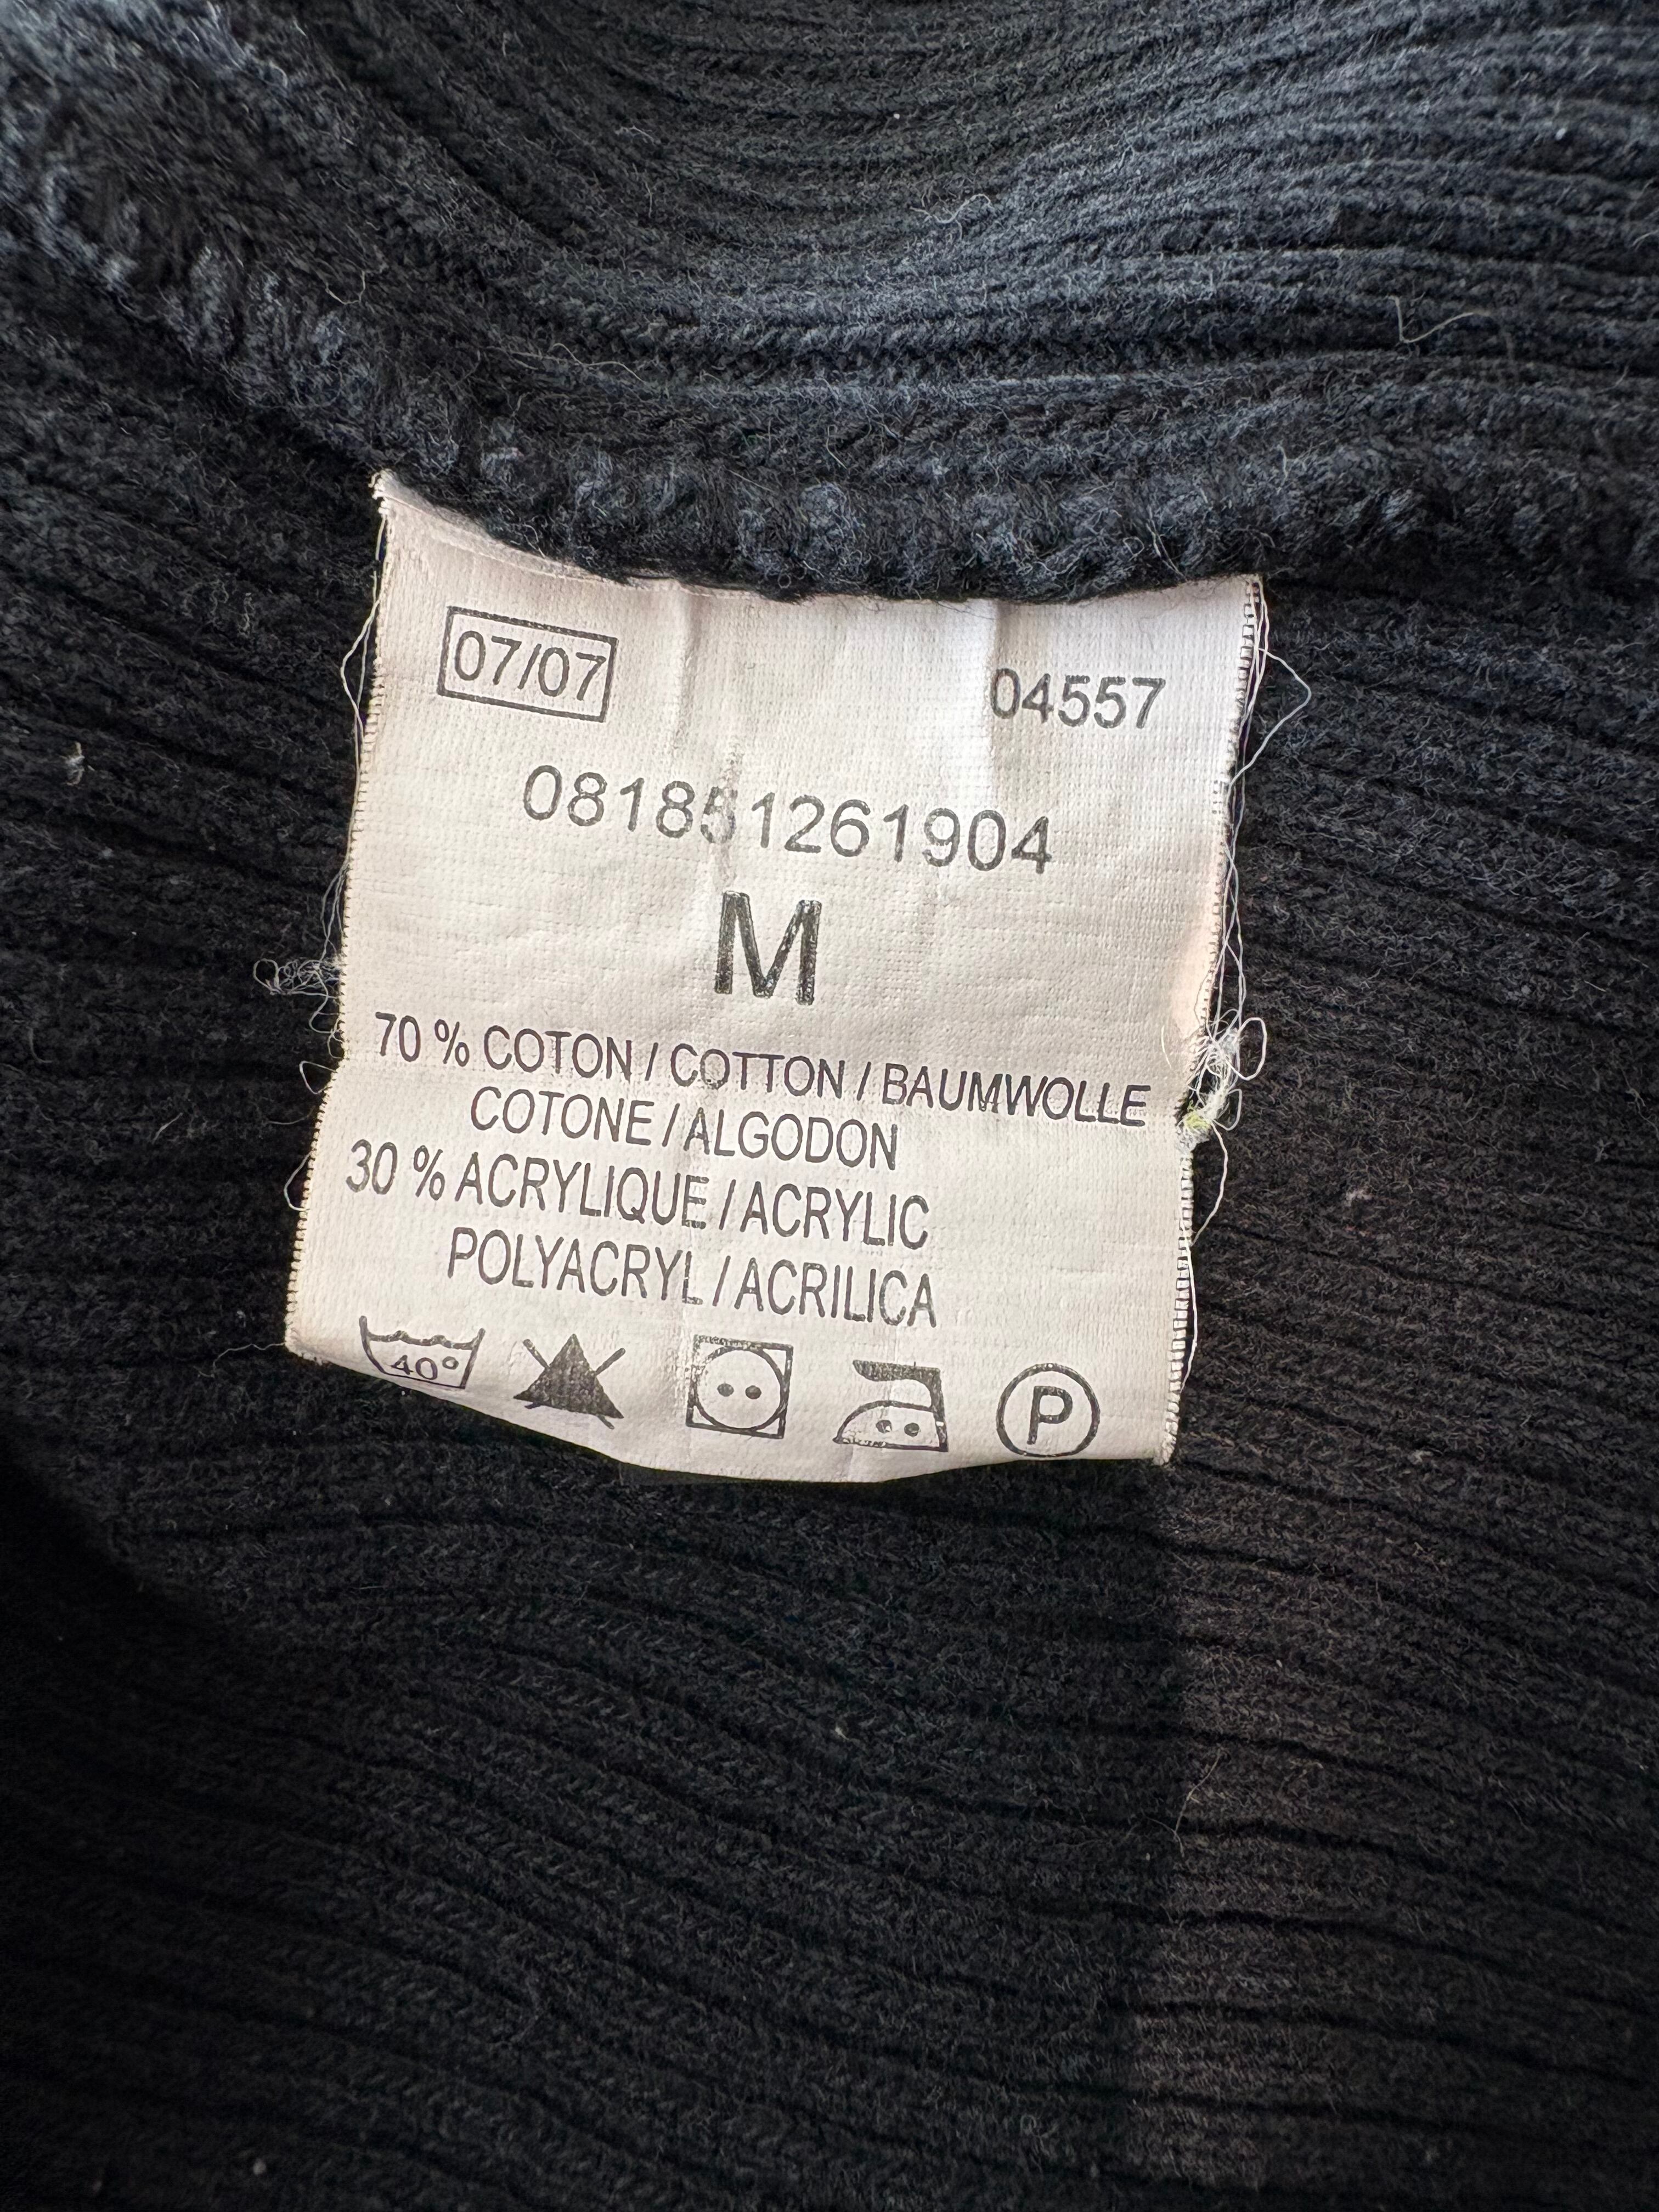 07/07 04557
081851261904
M
70 % COTON / COTTON / BAUMWOLLE
COTONE / ALGODON
30 % ACRYLIQUE / ACRYLIC
POLYACRYL / ACRILICA
40° P